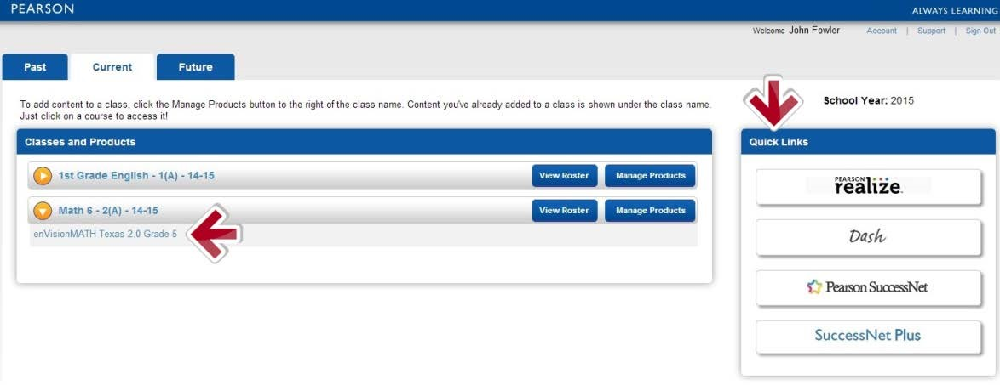 PEARSON
ALWAYS LEARNING
Welcome John Fowler Account | Support | Sign Out
Past Current Future
To add content to a class, click the Manage Products button to the right of the class name. Content you've already added to a class is shown under the class name.
Just click on a course to access it!
School Year: 2015
Classes and Products
1st Grade English - 1(A) - 14-15 View Roster Manage Products
Math 6 - 2(A) - 14-15 View Roster Manage Products
enVisionMATH Texas 2.0 Grade 5
Quick Links
PEARSON
realize
Dash
Pearson SuccessNet
SuccessNet Plus